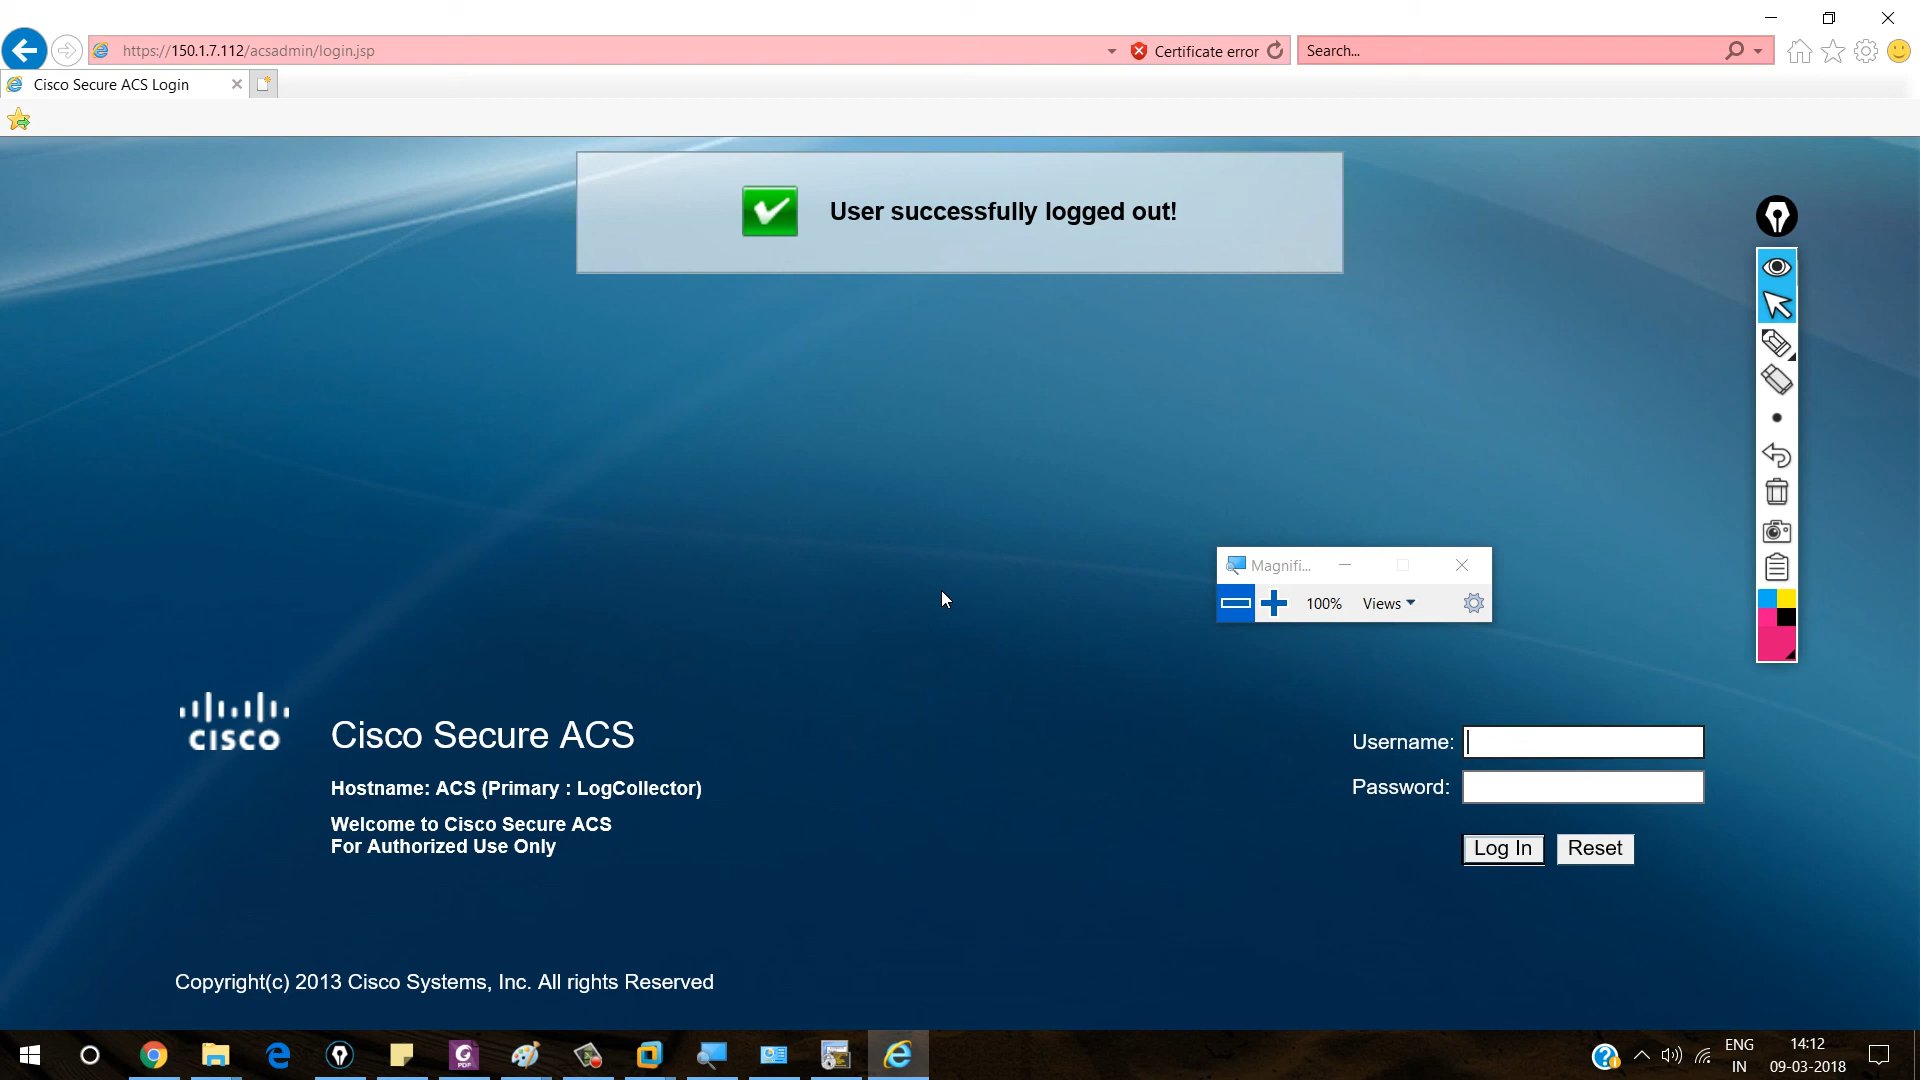 https://150.1.7.112/acsadmin/login.jsp
Certificate error
Search...
Cisco Secure ACS Login
User successfully logged out!
Magnifi...
100%
Views
CISCO
Cisco Secure ACS
Hostname: ACS (Primary : LogCollector)
Welcome to Cisco Secure ACS
For Authorized Use Only
Username:
Password:
Log In
Reset
Copyright(c) 2013 Cisco Systems, Inc. All rights Reserved
PDF
ENG
IN
14:12
09-03-2018